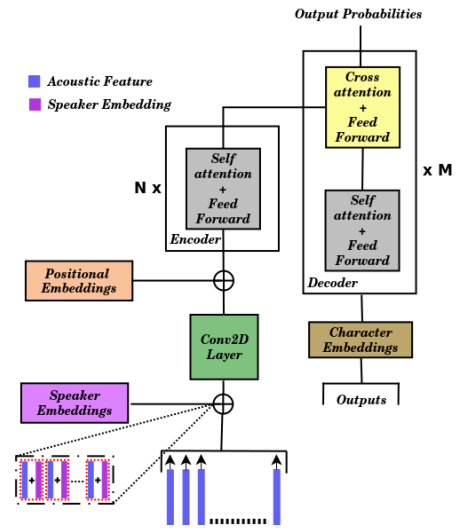 Output Probabilities
Acoustic Feature
Speaker Embedding
Cross
attention
+
Feed
Forward
N x
Self
attention
+
Feed
Forward
Encoder
x M
Self
attention
+
Feed
Forward
Decoder
Positional
Embeddings
Conv2D
Layer
Character
Embeddings
Speaker
Embeddings
Outputs
+ + +